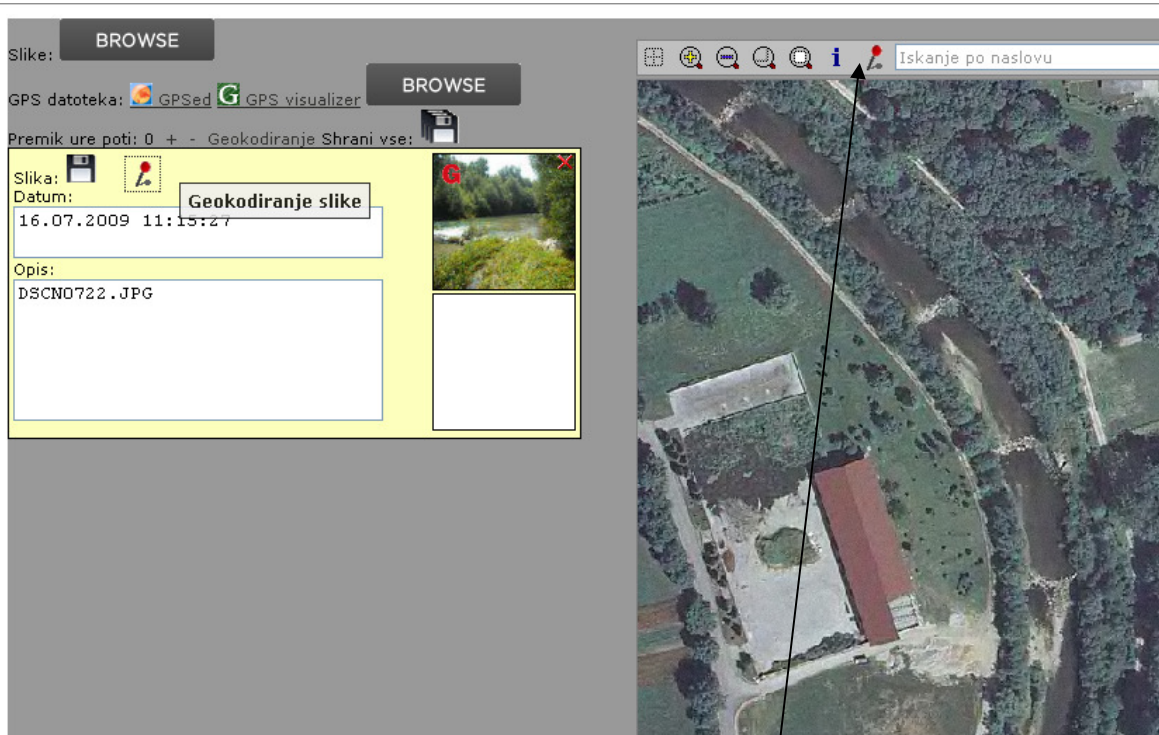 Slike: BROWSE
GPS datoteka: GPSed G GPS visualizer BROWSE
Premik ure poti: 0 + - Geokodiranje Shrani vse:
Slika:
Geokodiranje slike
Datum:
16.07.2009 11:15:27
Opis:
DSCN0722.JPG
G
i
Iskanje po naslovu